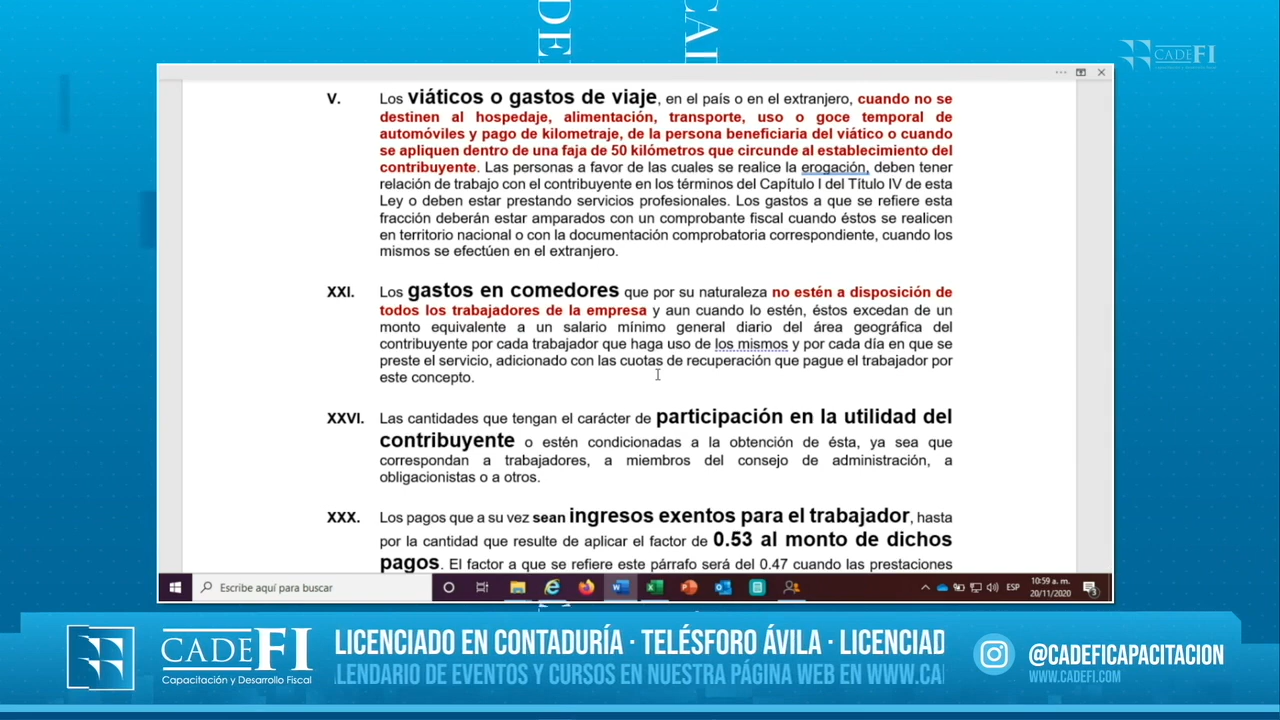 DE
CAI
CADEFI
V. Los viáticos o gastos de viaje, en el país o en el extranjero, cuando no se
destinen al hospedaje, alimentación, transporte, uso o goce temporal de
automóviles y pago de kilometraje, de la persona beneficiaria del viático o cuando
se apliquen dentro de una faja de 50 kilómetros que circunde al establecimiento del
contribuyente. Las personas a favor de las cuales se realice la erogación, deben tener
relación de trabajo con el contribuyente en los términos del Capítulo I del Título IV de esta
Ley o deben estar prestando servicios profesionales. Los gastos a que se refiere esta
fracción deberán estar amparados con un comprobante fiscal cuando éstos se realicen
en territorio nacional o con la documentación comprobatoria correspondiente, cuando los
mismos se efectúen en el extranjero.
XXI. Los gastos en comedores que por su naturaleza no estén a disposición de
todos los trabajadores de la empresa y aun cuando lo estén, éstos excedan de un
monto equivalente a un salario mínimo general diario del área geográfica del
contribuyente por cada trabajador que haga uso de los mismos y por cada día en que se
preste el servicio, adicionado con las cuotas de recuperación que pague el trabajador por
este concepto.
XXVI. Las cantidades que tengan el carácter de participación en la utilidad del
contribuyente o estén condicionadas a la obtención de ésta, ya sea que
correspondan a trabajadores, a miembros del consejo de administración, a
obligacionistas o a otros.
XXX. Los pagos que a su vez sean ingresos exentos para el trabajador, hasta
por la cantidad que resulte de aplicar el factor de 0.53 al monto de dichos
pagos. El factor a que se refiere este párrafo será del 0.47 cuando las prestaciones
Escribe aquí para buscar
ESP
10:59 a. m.
20/11/2020
3
CADEFI
Capacitación y Desarrollo Fiscal
LICENCIADO EN CONTADURÍA · TELÉSFORO ÁVILA · LICENCIAD
LENDARIO DE EVENTOS Y CURSOS EN NUESTRA PÁGINA WEB EN WWW.CA
@CADEFICAPACITACION
WWW.CADEFI.COM